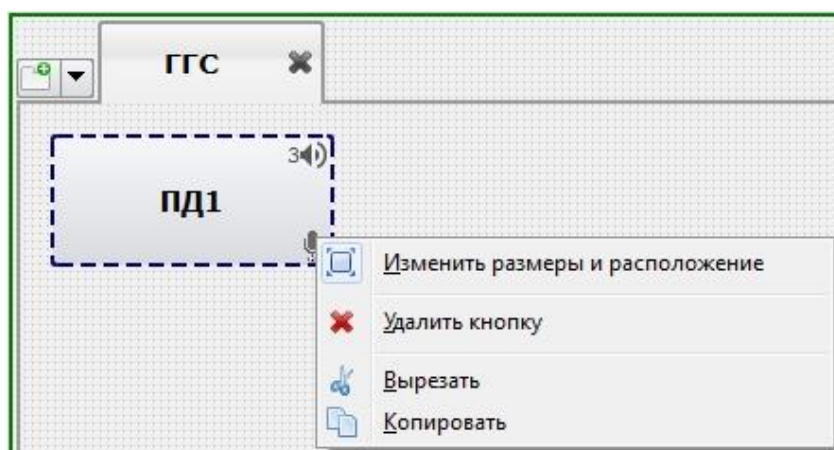 ГГС
3
ПД1
Изменить размеры и расположение
Удалить кнопку
Вырезать
Копировать